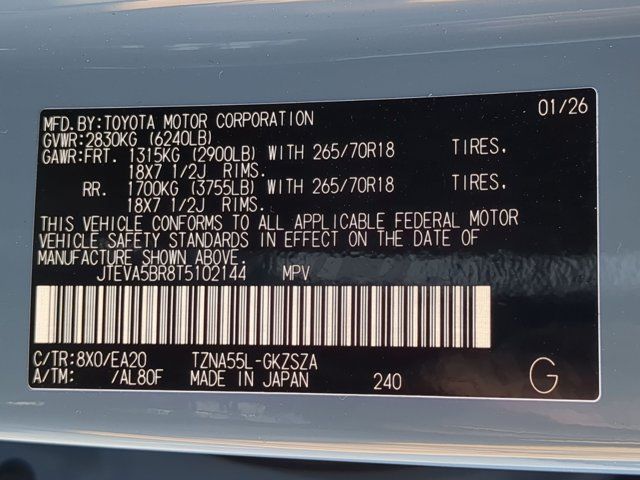 MFD.BY:TOYOTA MOTOR CORPORATION 01/26
GVWR:2830KG (6240LB)
GAWR:FRT. 1315KG (2900LB) WITH 265/70R18 TIRES.
18X7 1/2J RIMS.
RR. 1700KG (3755LB) WITH 265/70R18 TIRES,
18X7 1/2J RIMS.
THIS VEHICLE CONFORMS TO ALL APPLICABLE FEDERAL MOTOR
VEHICLE SAFETY STANDARDS IN EFFECT ON THE DATE OF
MANUFACTURE SHOWN ABOVE.
JTEVA5BR8T5102144 MPV
C/TR:8X0/EA20 TZNA55L-GKZSZA
A/TM: /AL80F MADE IN JAPAN 240 G